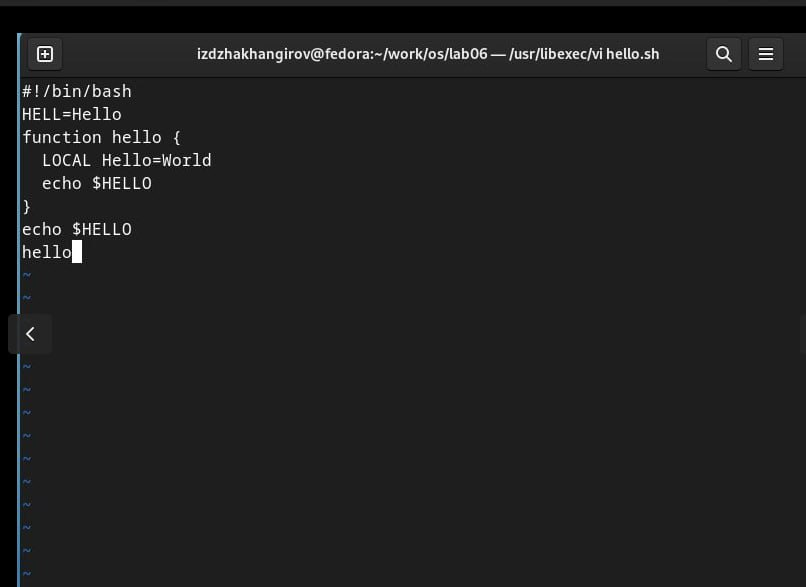 izdzhakhangirov@fedora:~/work/os/lab06 — /usr/libexec/vi hello.sh
#!/bin/bash
HELL=Hello
function hello {
  LOCAL Hello=World
  echo $HELLO
}
echo $HELLO
hello
~
~
~
~
~
~
~
~
~
~
~
~